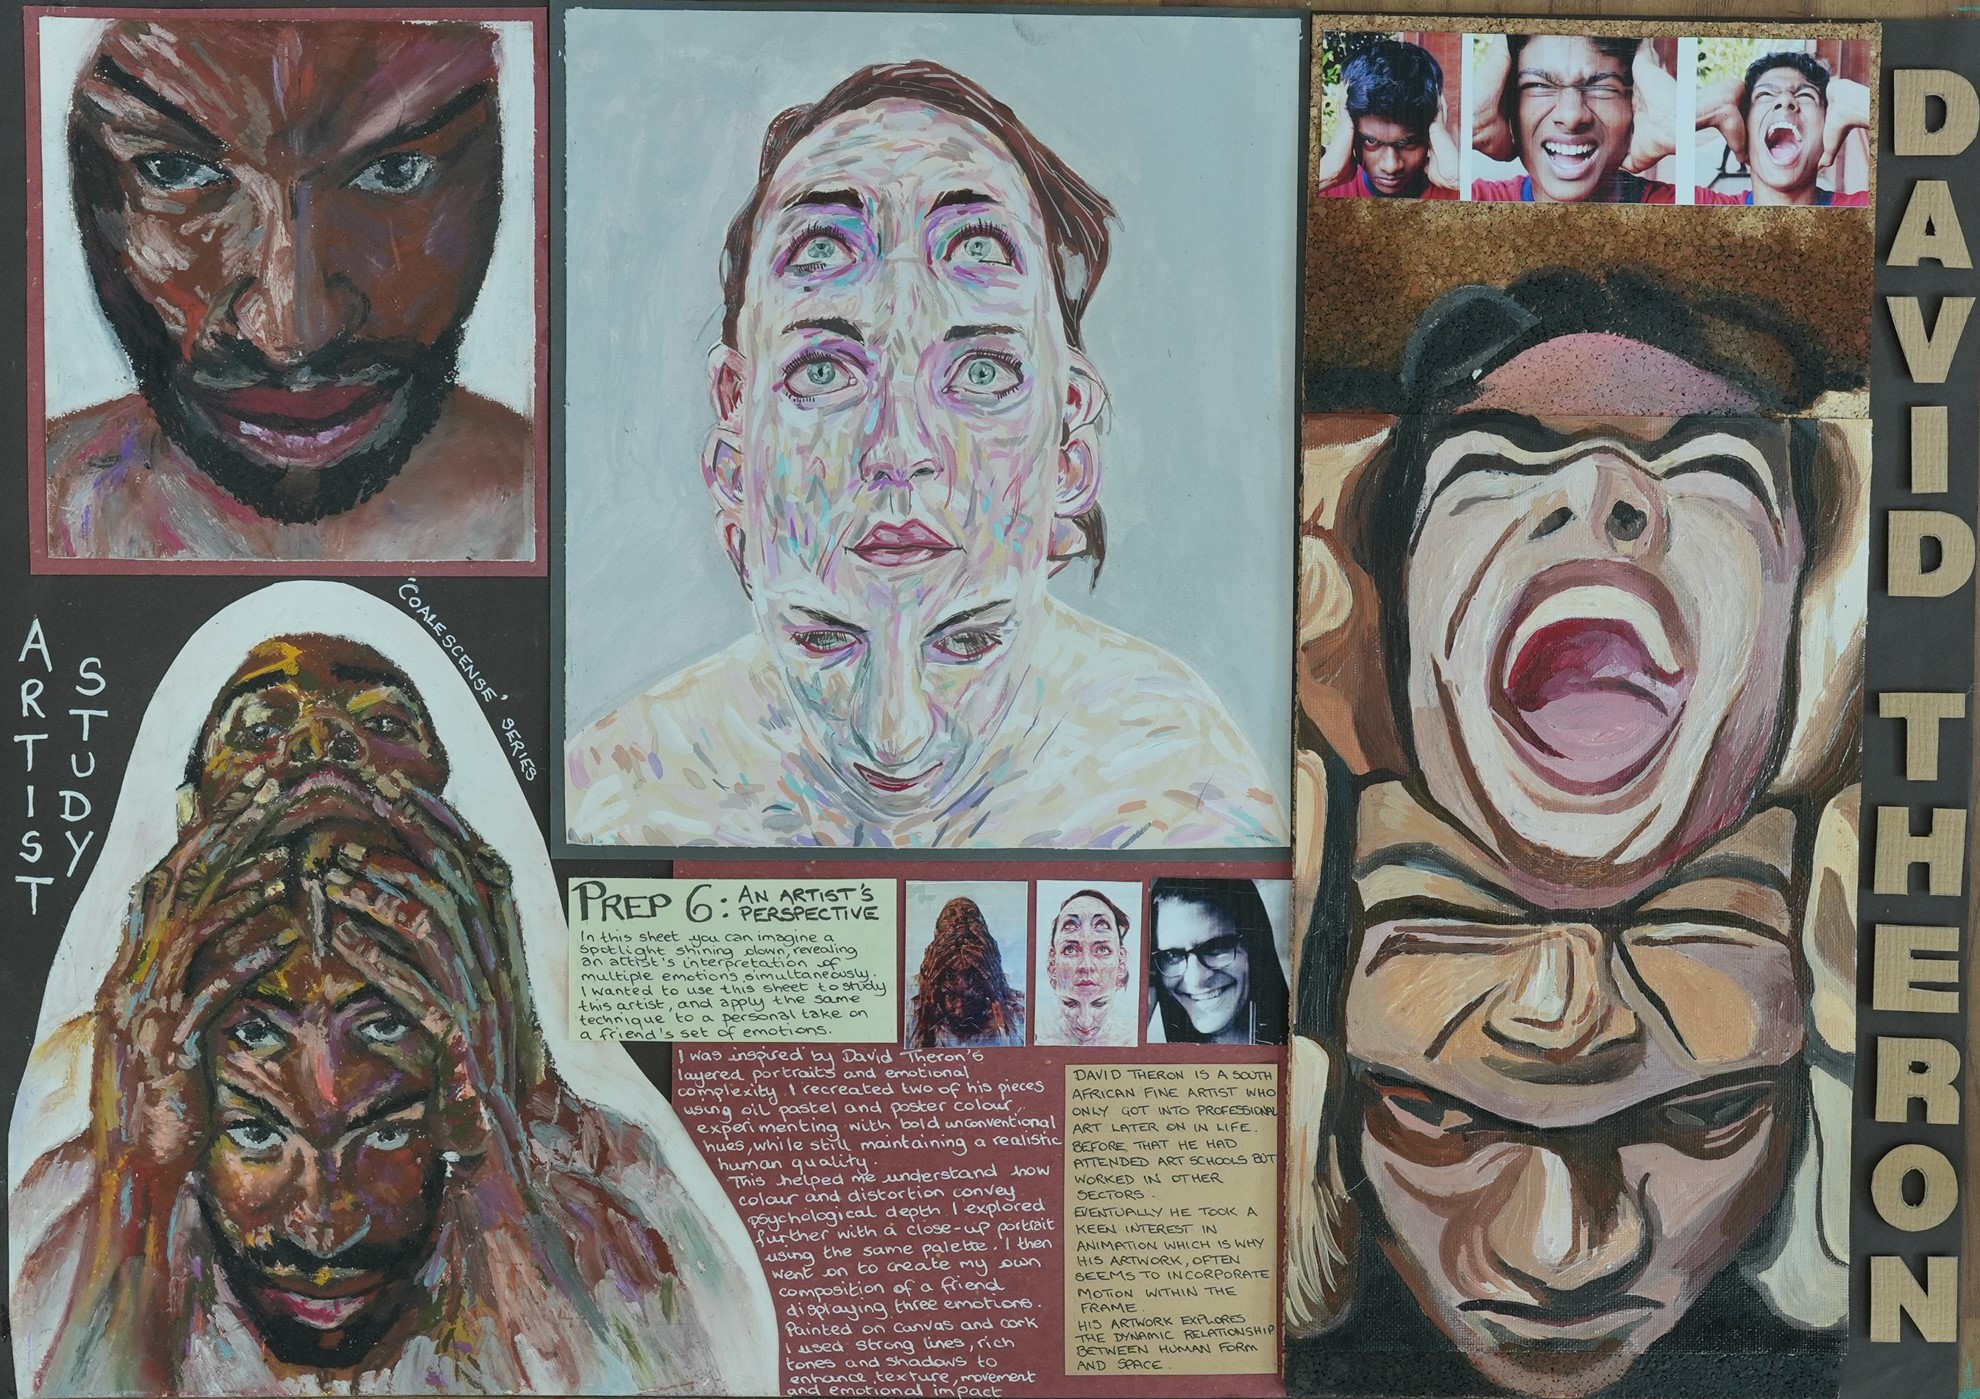 ARTIST
STUDY
'COALESCENSE' SERIES
PREP 6: AN ARTIST'S
PERSPECTIVE
In this sheet you can imagine a
spotlight shining down, revealing
an artist's interpretation of
multiple emotions simultaneously.
I wanted to use this sheet to study
this artist, and apply the same
technique to a personal take on
a friend's set of emotions.
I was inspired by David Theron's
layered portraits and emotional
complexity. I recreated two of his pieces
using oil pastel and poster colour,
experimenting with bold unconventional
hues, while still maintaining a realistic
human quality.
This helped me understand how
colour and distortion convey
psychological depth. I explored
further with a close-up portrait
using the same palette. I then
went on to create my own
composition of a friend
displaying three emotions.
Painted on canvas and cork
I used strong lines, rich
tones and shadows to
enhance texture, movement
and emotional impact
DAVID THERON IS A SOUTH
AFRICAN FINE ARTIST WHO
ONLY GOT INTO PROFESSIONAL
ART LATER ON IN LIFE.
BEFORE THAT HE HAD
ATTENDED ART SCHOOLS BUT
WORKED IN OTHER
SECTORS.
EVENTUALLY HE TOOK A
KEEN INTEREST IN
ANIMATION WHICH IS WHY
HIS ARTWORK, OFTEN
SEEMS TO INCORPORATE
MOTION WITHIN THE
FRAME.
HIS ARTWORK EXPLORES
THE DYNAMIC RELATIONSHIP
BETWEEN HUMAN FORM
AND SPACE.
DAVID THERON